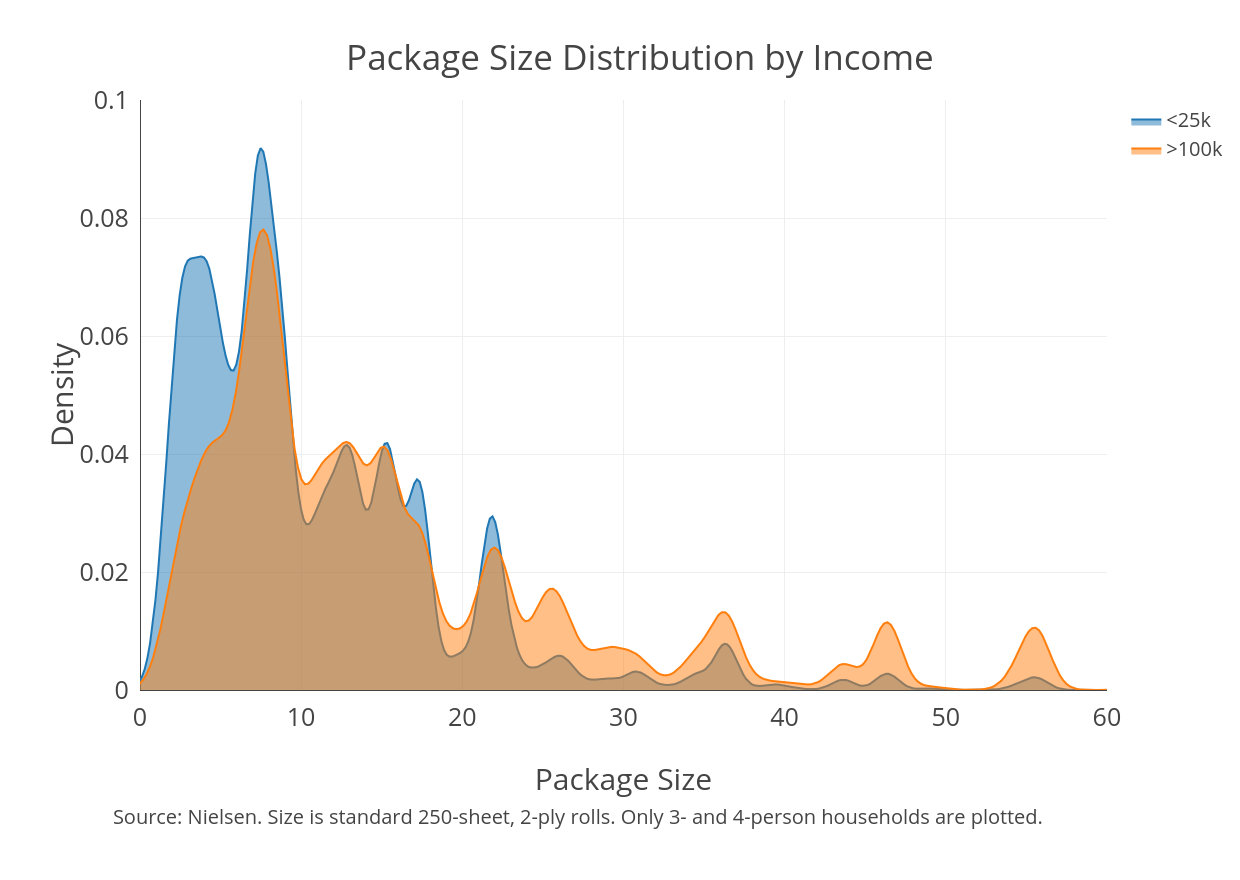 Package Size Distribution by Income
<25k
>100k
0.1
0.08
0.06
0.04
0.02
0
Density
0 10 20 30 40 50 60
Package Size
Source: Nielsen. Size is standard 250-sheet, 2-ply rolls. Only 3- and 4-person households are plotted.